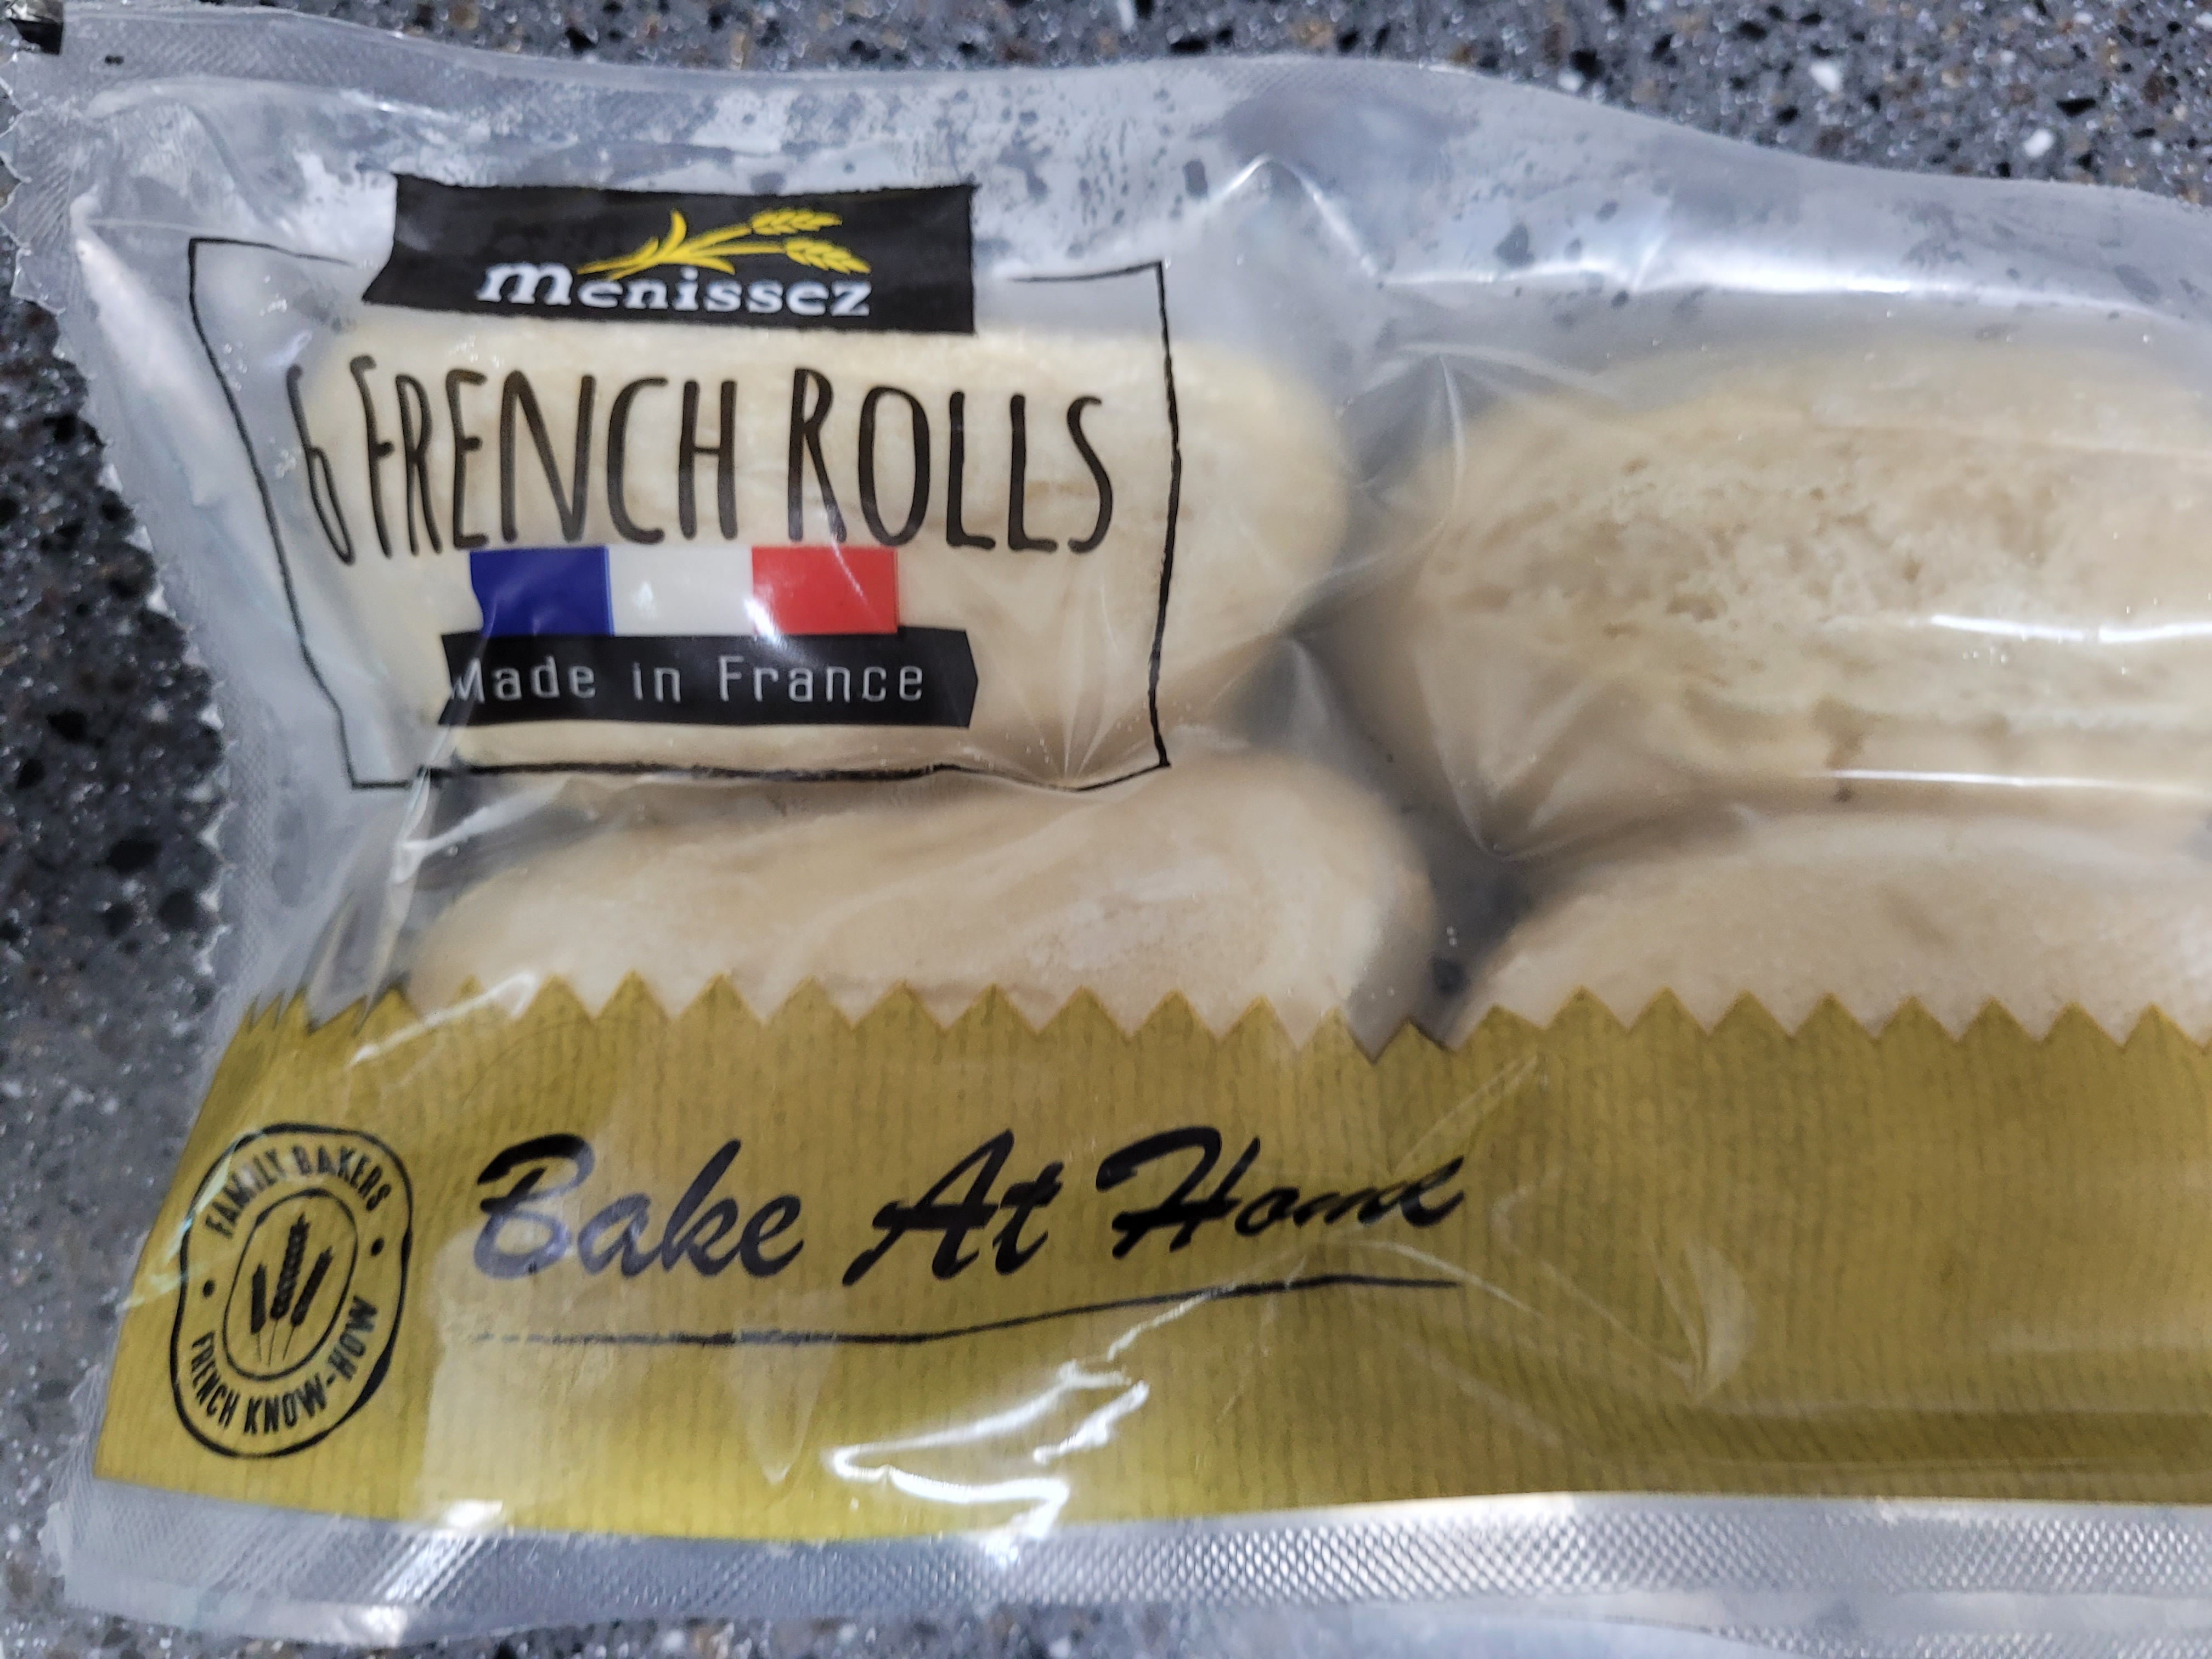 menissez
6 FRENCH ROLLS
Made in France
Bake At Home
FAMILY BAKERS
FRENCH KNOW-HOW